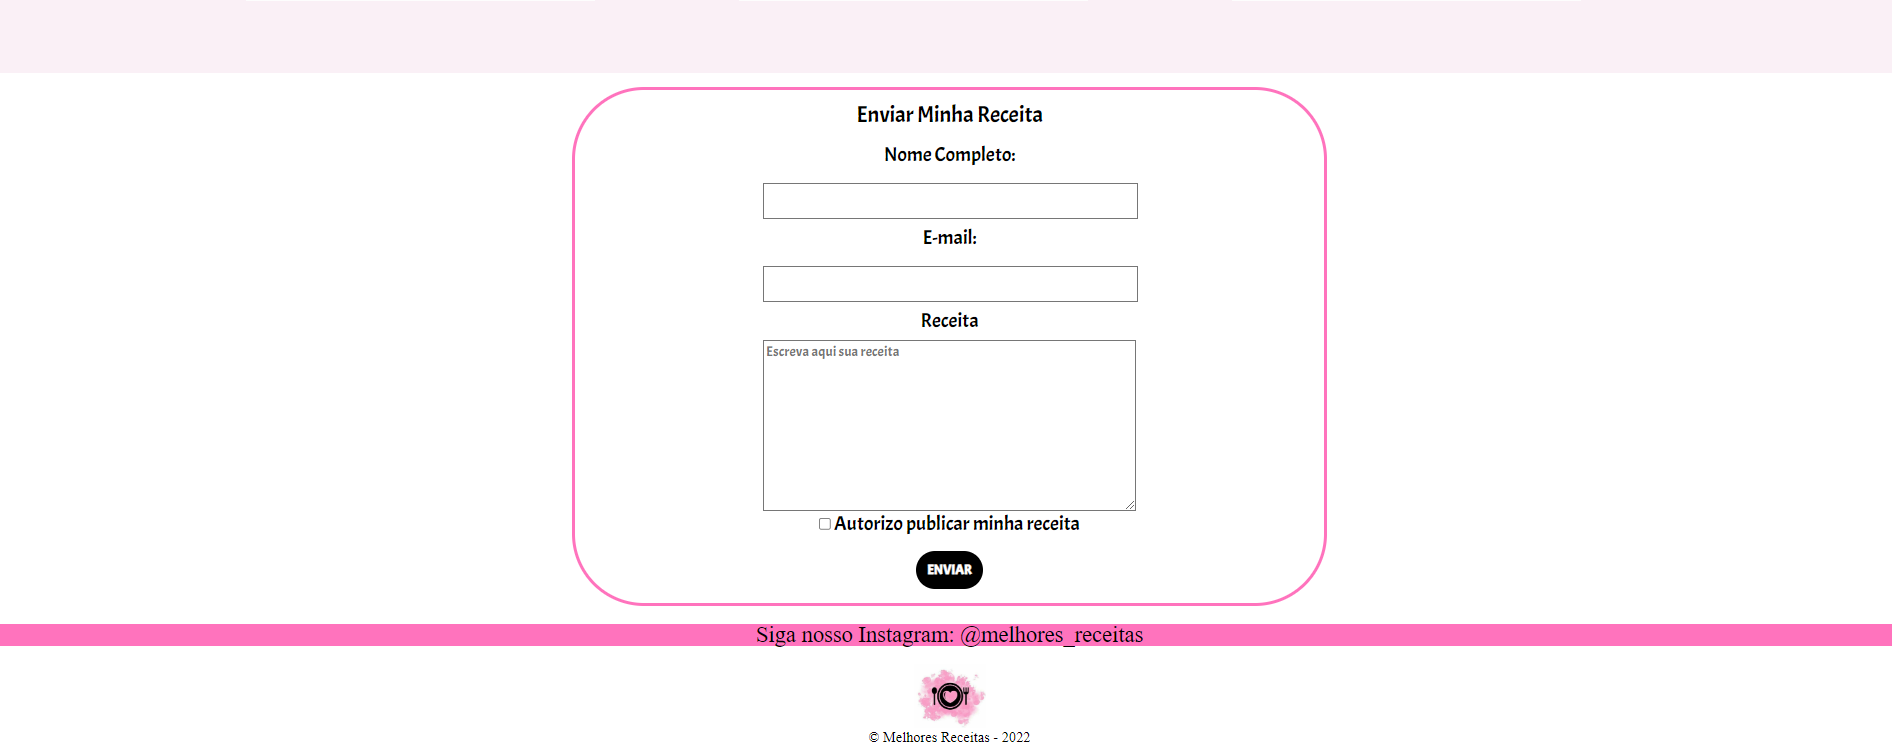 Enviar Minha Receita
Nome Completo:
E-mail:
Receita
Escreva aqui sua receita
Autorizo publicar minha receita
ENVIAR
Siga nosso Instagram: @melhores_receitas
© Melhores Receitas - 2022